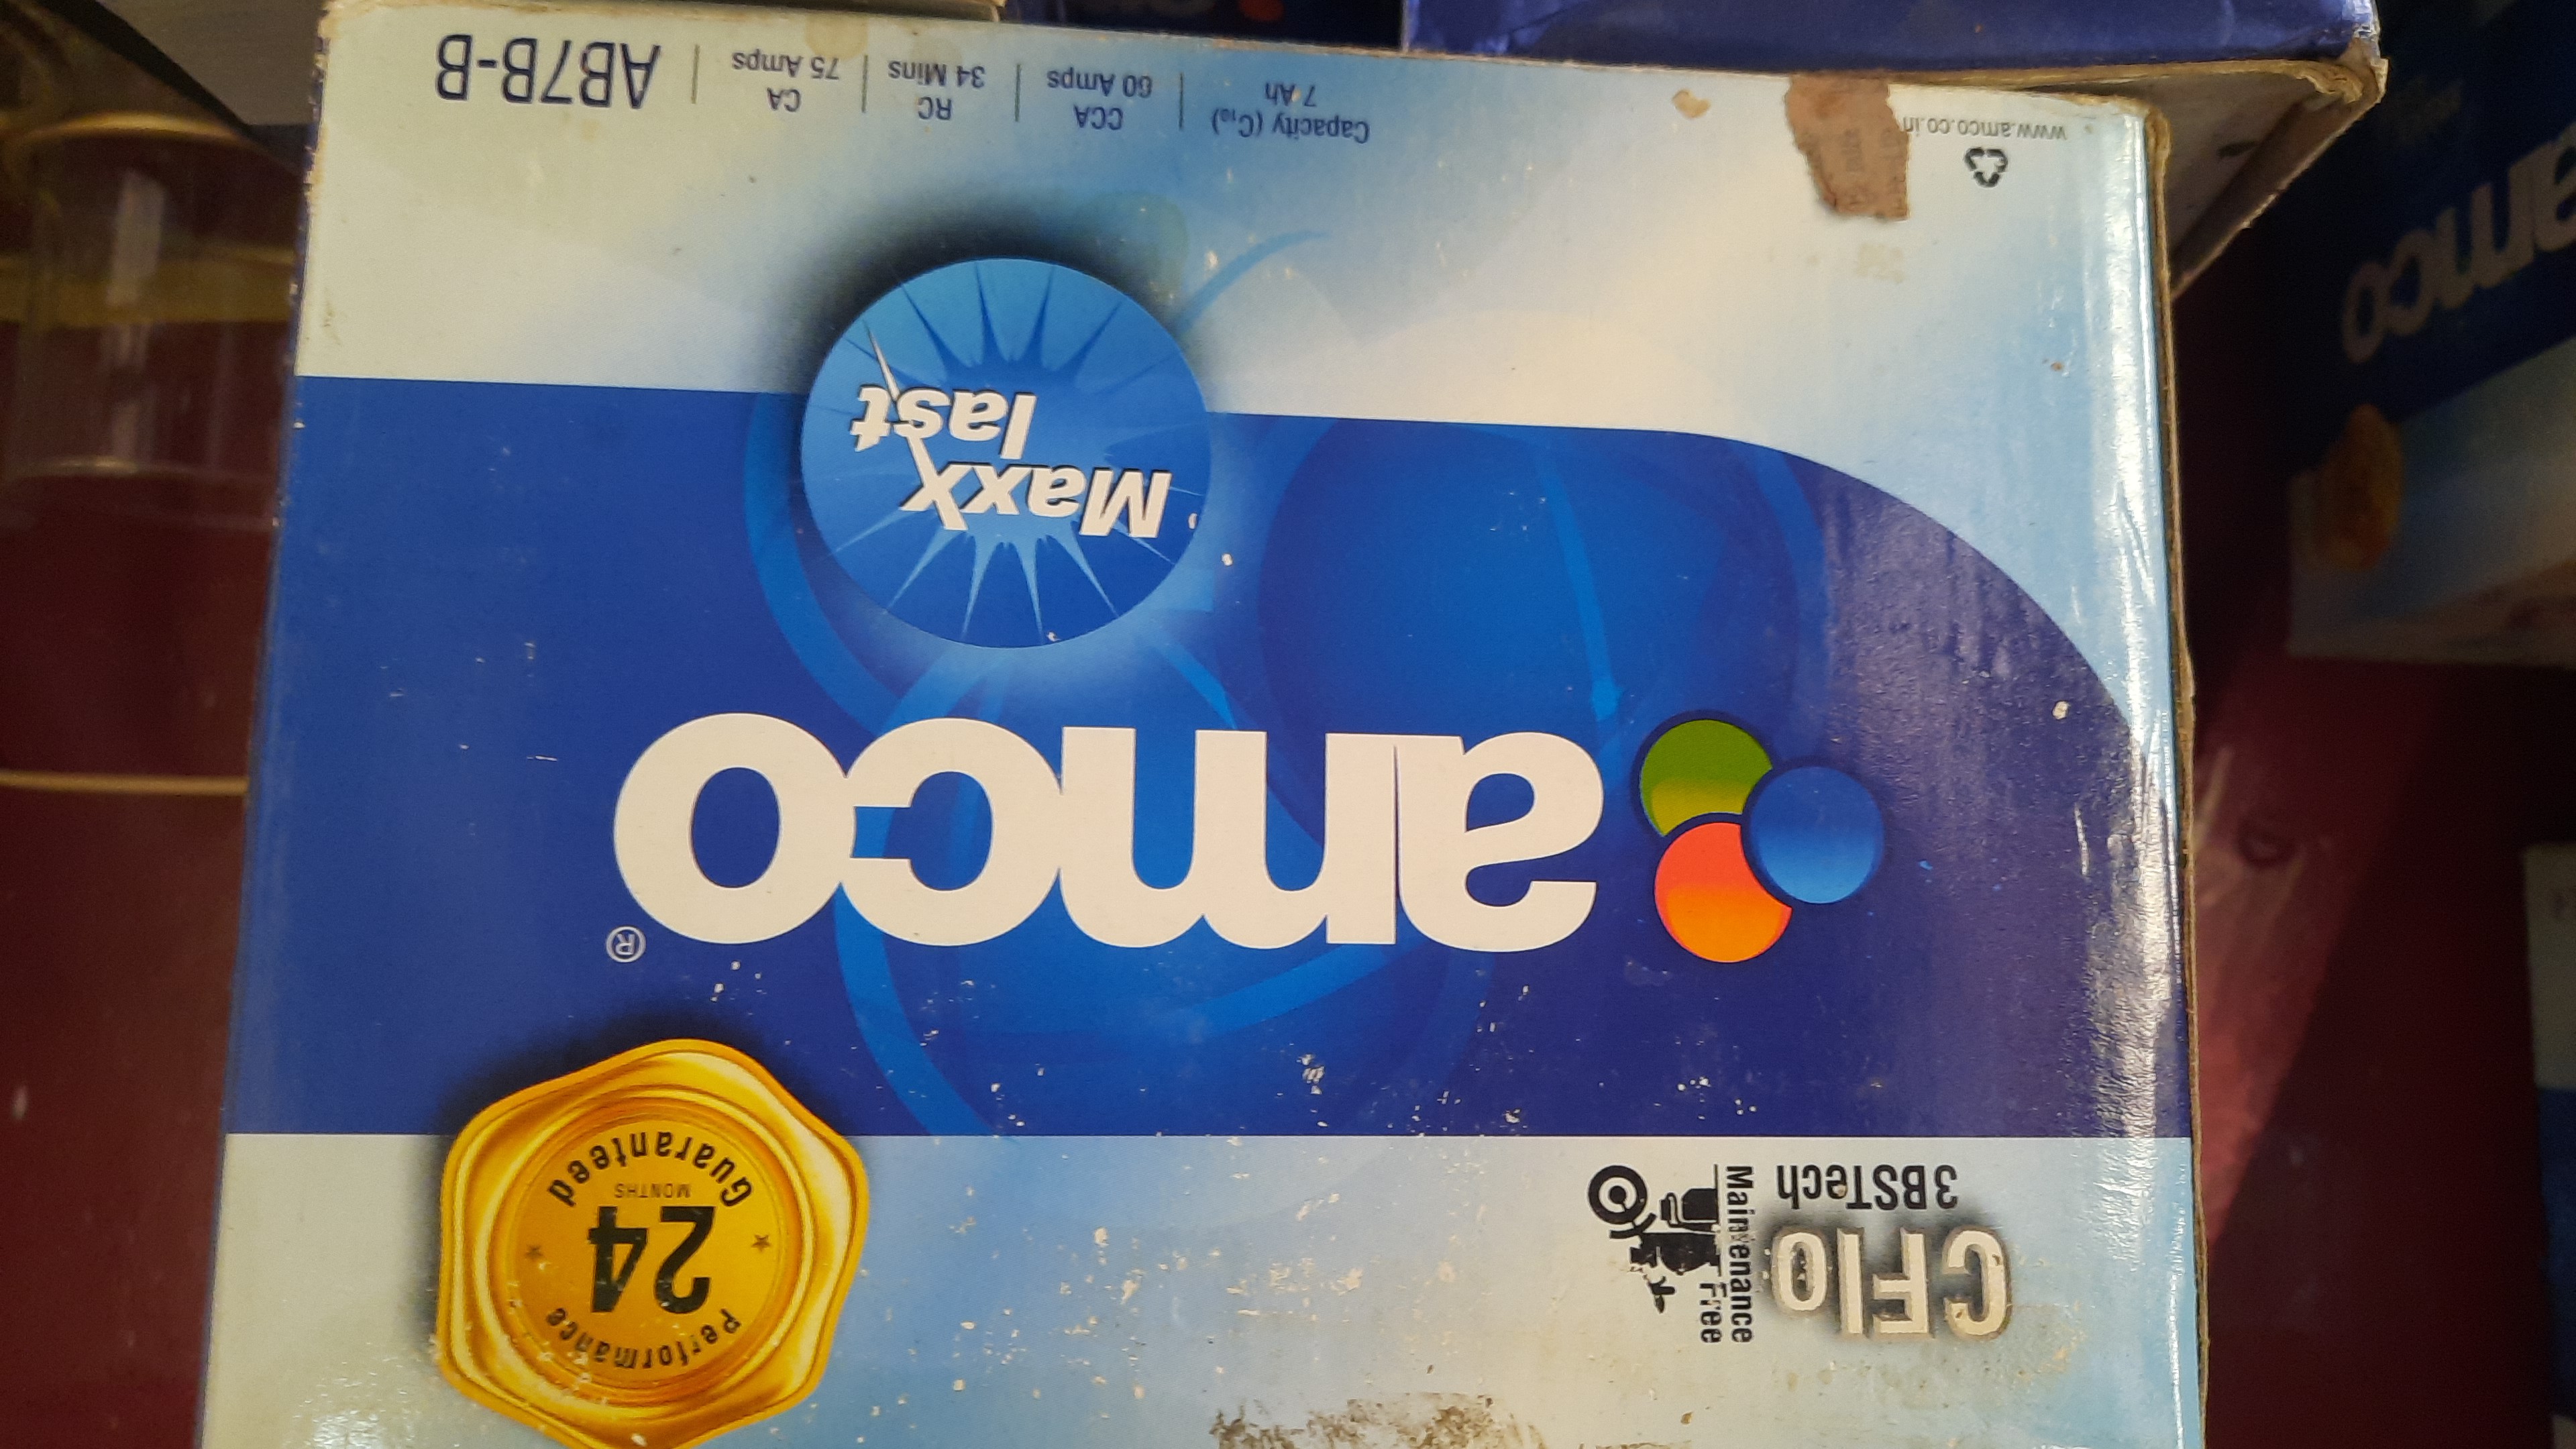 CFlo
3BSTech
Maintenance
Free
Performance
24
MONTHS
Guaranteed
amco®
MaxX
last
www.amco.co.in
Capacity (C₁₀)
7 Ah
CCA
60 Amps
RC
34 Mins
CA
75 Amps
AB7B-B
amco